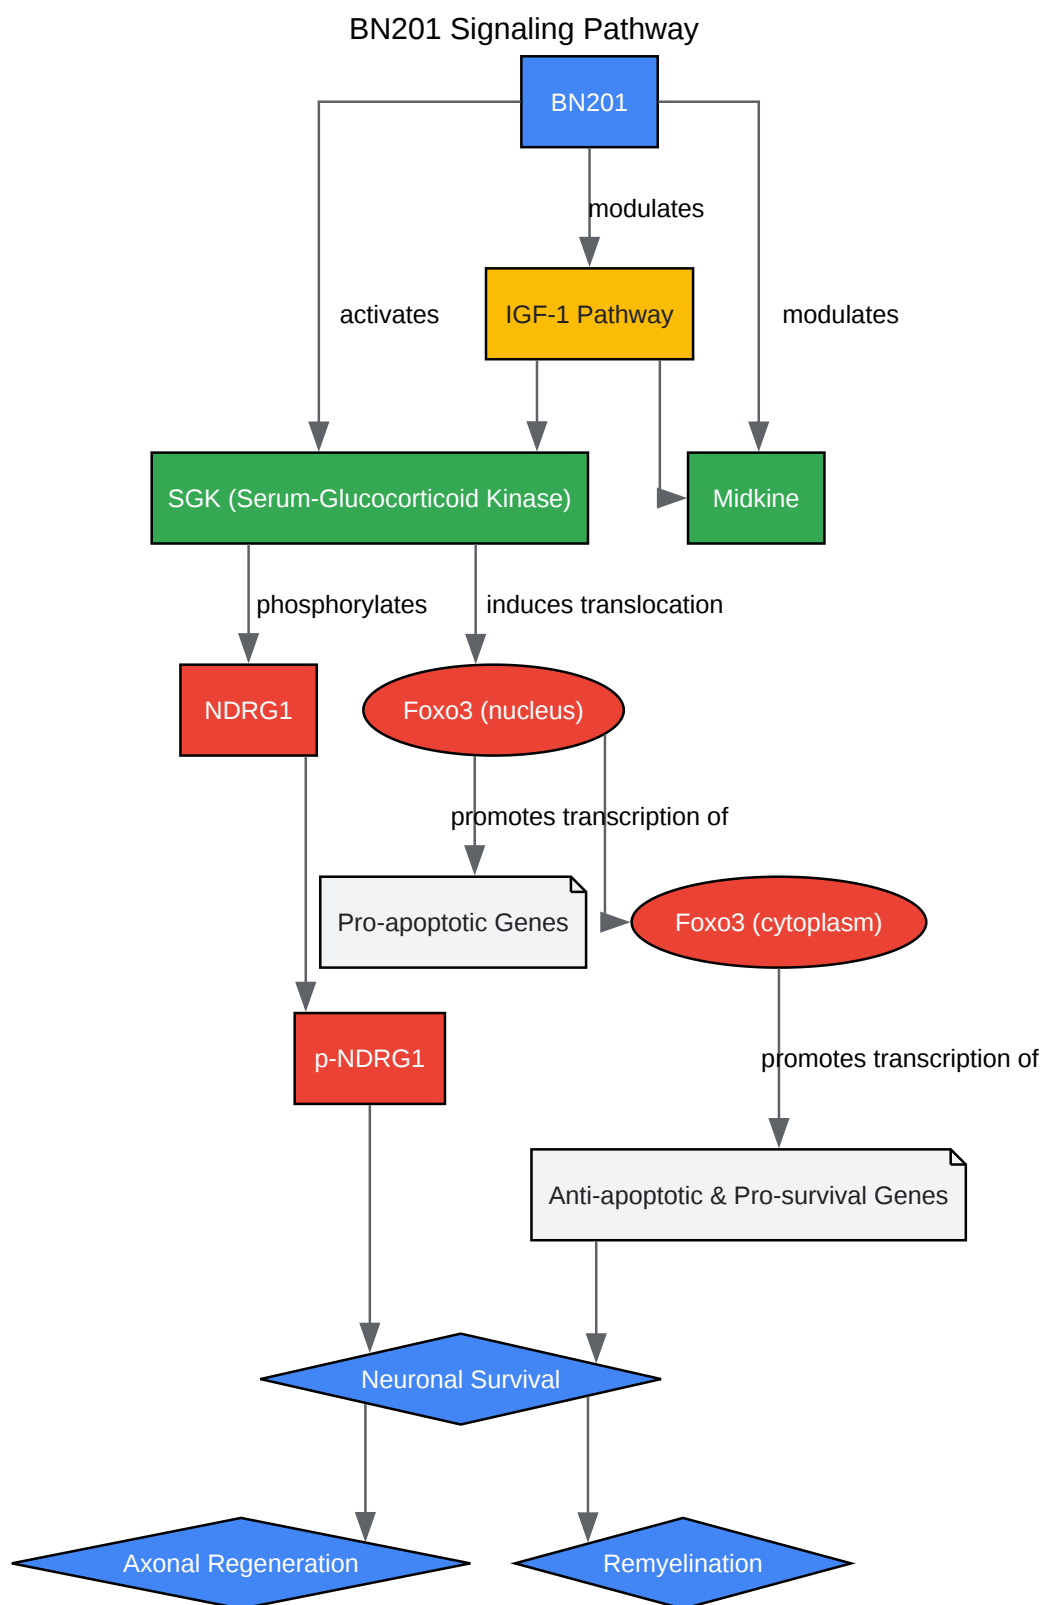 BN201 Signaling Pathway
BN201
modulates
IGF-1 Pathway
activates
modulates
SGK (Serum-Glucocorticoid Kinase)
Midkine
phosphorylates
induces translocation
NDRG1
Foxo3 (nucleus)
promotes transcription of
Pro-apoptotic Genes
Foxo3 (cytoplasm)
p-NDRG1
promotes transcription of
Anti-apoptotic & Pro-survival Genes
Neuronal Survival
Axonal Regeneration
Remyelination